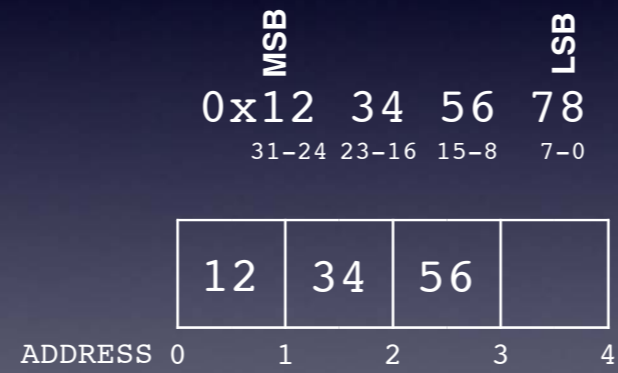 MSB LSB
0x12 34 56 78
31-24 23-16 15-8 7-0
12 34 56
ADDRESS 0 1 2 3 4